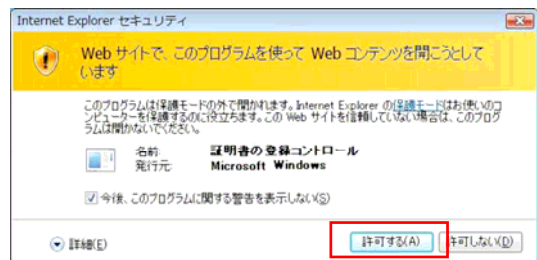 Internet Explorer セキュリティ
Web サイトで、このプログラムを使って Web コンテンツを開こうとして
います
このプログラムは保護モードの外で開かれます。Internet Explorer の保護モードはお使いのコ
ンピューターを保護するのに役立ちます。この Web サイトを信頼していない場合は、このプログ
ラムは開かないでください。
名前: 証明書の登録コントロール
発行元: Microsoft Windows
今後、このプログラムに関する警告を表示しない(S)
詳細(E)
許可する(A)
許可しない(D)